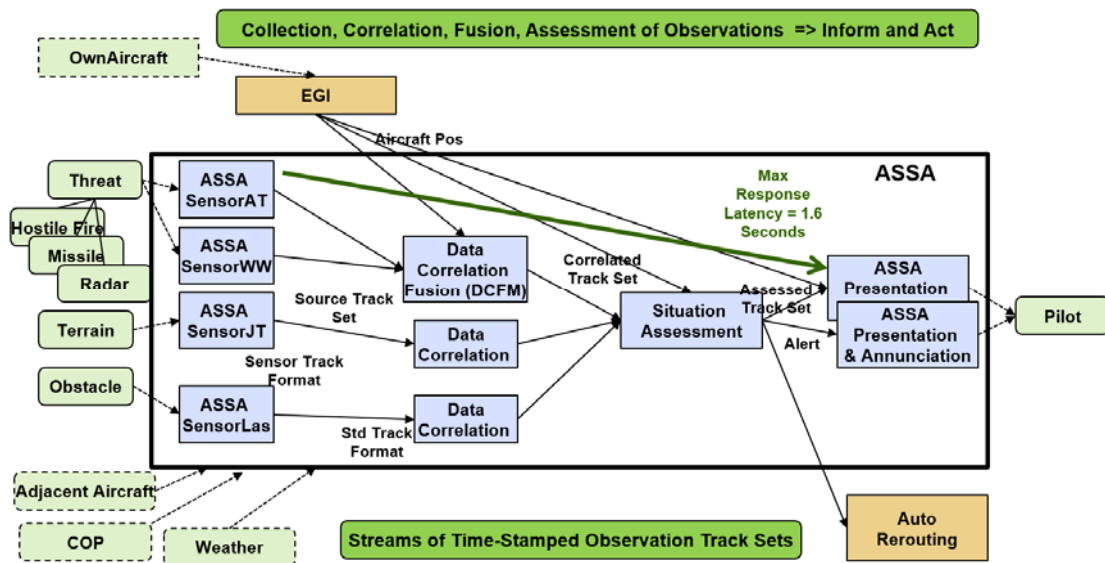 Collection, Correlation, Fusion, Assessment of Observations => Inform and Act
OwnAircraft
EGI
Aircraft Pos
ASSA
Max
Response
Latency = 1.6
Seconds
Threat
Hostile Fire
Missile
Radar
Terrain
Obstacle
ASSA
SensorAT
ASSA
SensorWW
ASSA
SensorJT
ASSA
SensorLas
Source Track
Set
Sensor Track
Format
Std Track
Format
Data
Correlation
Fusion (DCFM)
Data
Correlation
Data
Correlation
Correlated
Track Set
Situation
Assessment
Assessed
Track Set
Alert
ASSA
Presentation
ASSA
Presentation
& Annunciation
Pilot
Adjacent Aircraft
COP
Weather
Streams of Time-Stamped Observation Track Sets
Auto
Rerouting